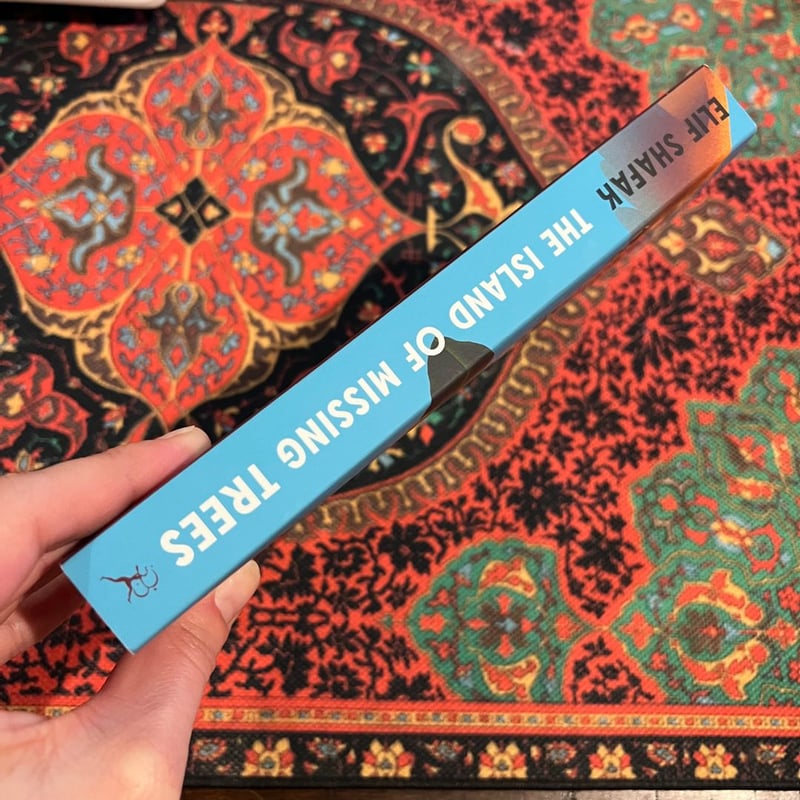 ELIF SHAFAK
THE ISLAND OF MISSING TREES